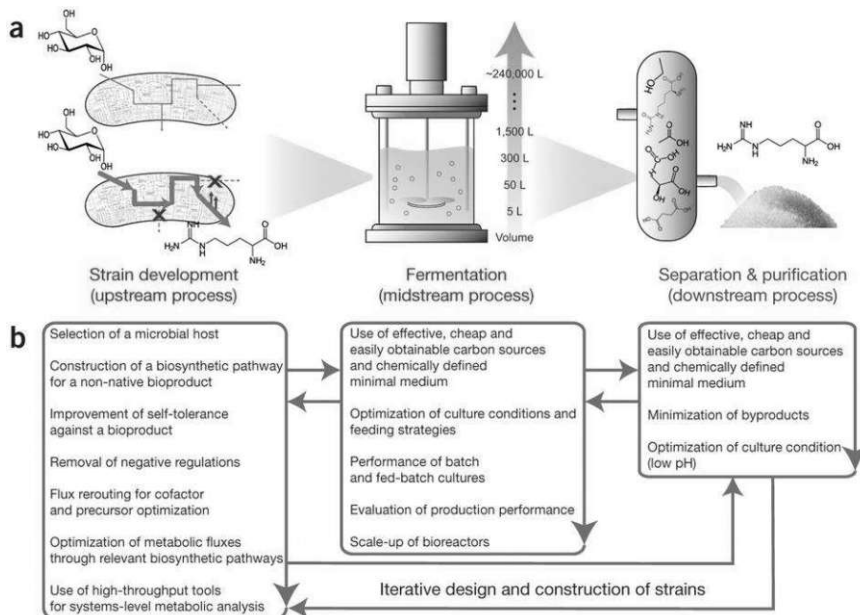 a
~240,000 L
1,500 L
300 L
50 L
5 L
Volume
Strain development
(upstream process)
Fermentation
(midstream process)
Separation & purification
(downstream process)
b
Selection of a microbial host
Construction of a biosynthetic pathway
for a non-native bioproduct
Improvement of self-tolerance
against a bioproduct
Removal of negative regulations
Flux rerouting for cofactor
and precursor optimization
Optimization of metabolic fluxes
through relevant biosynthetic pathways
Use of high-throughput tools
for systems-level metabolic analysis
Use of effective, cheap and
easily obtainable carbon sources
and chemically defined
minimal medium
Optimization of culture conditions and
feeding strategies
Performance of batch
and fed-batch cultures
Evaluation of production performance
Scale-up of bioreactors
Use of effective, cheap and
easily obtainable carbon sources
and chemically defined
minimal medium
Minimization of byproducts
Optimization of culture condition
(low pH)
Iterative design and construction of strains